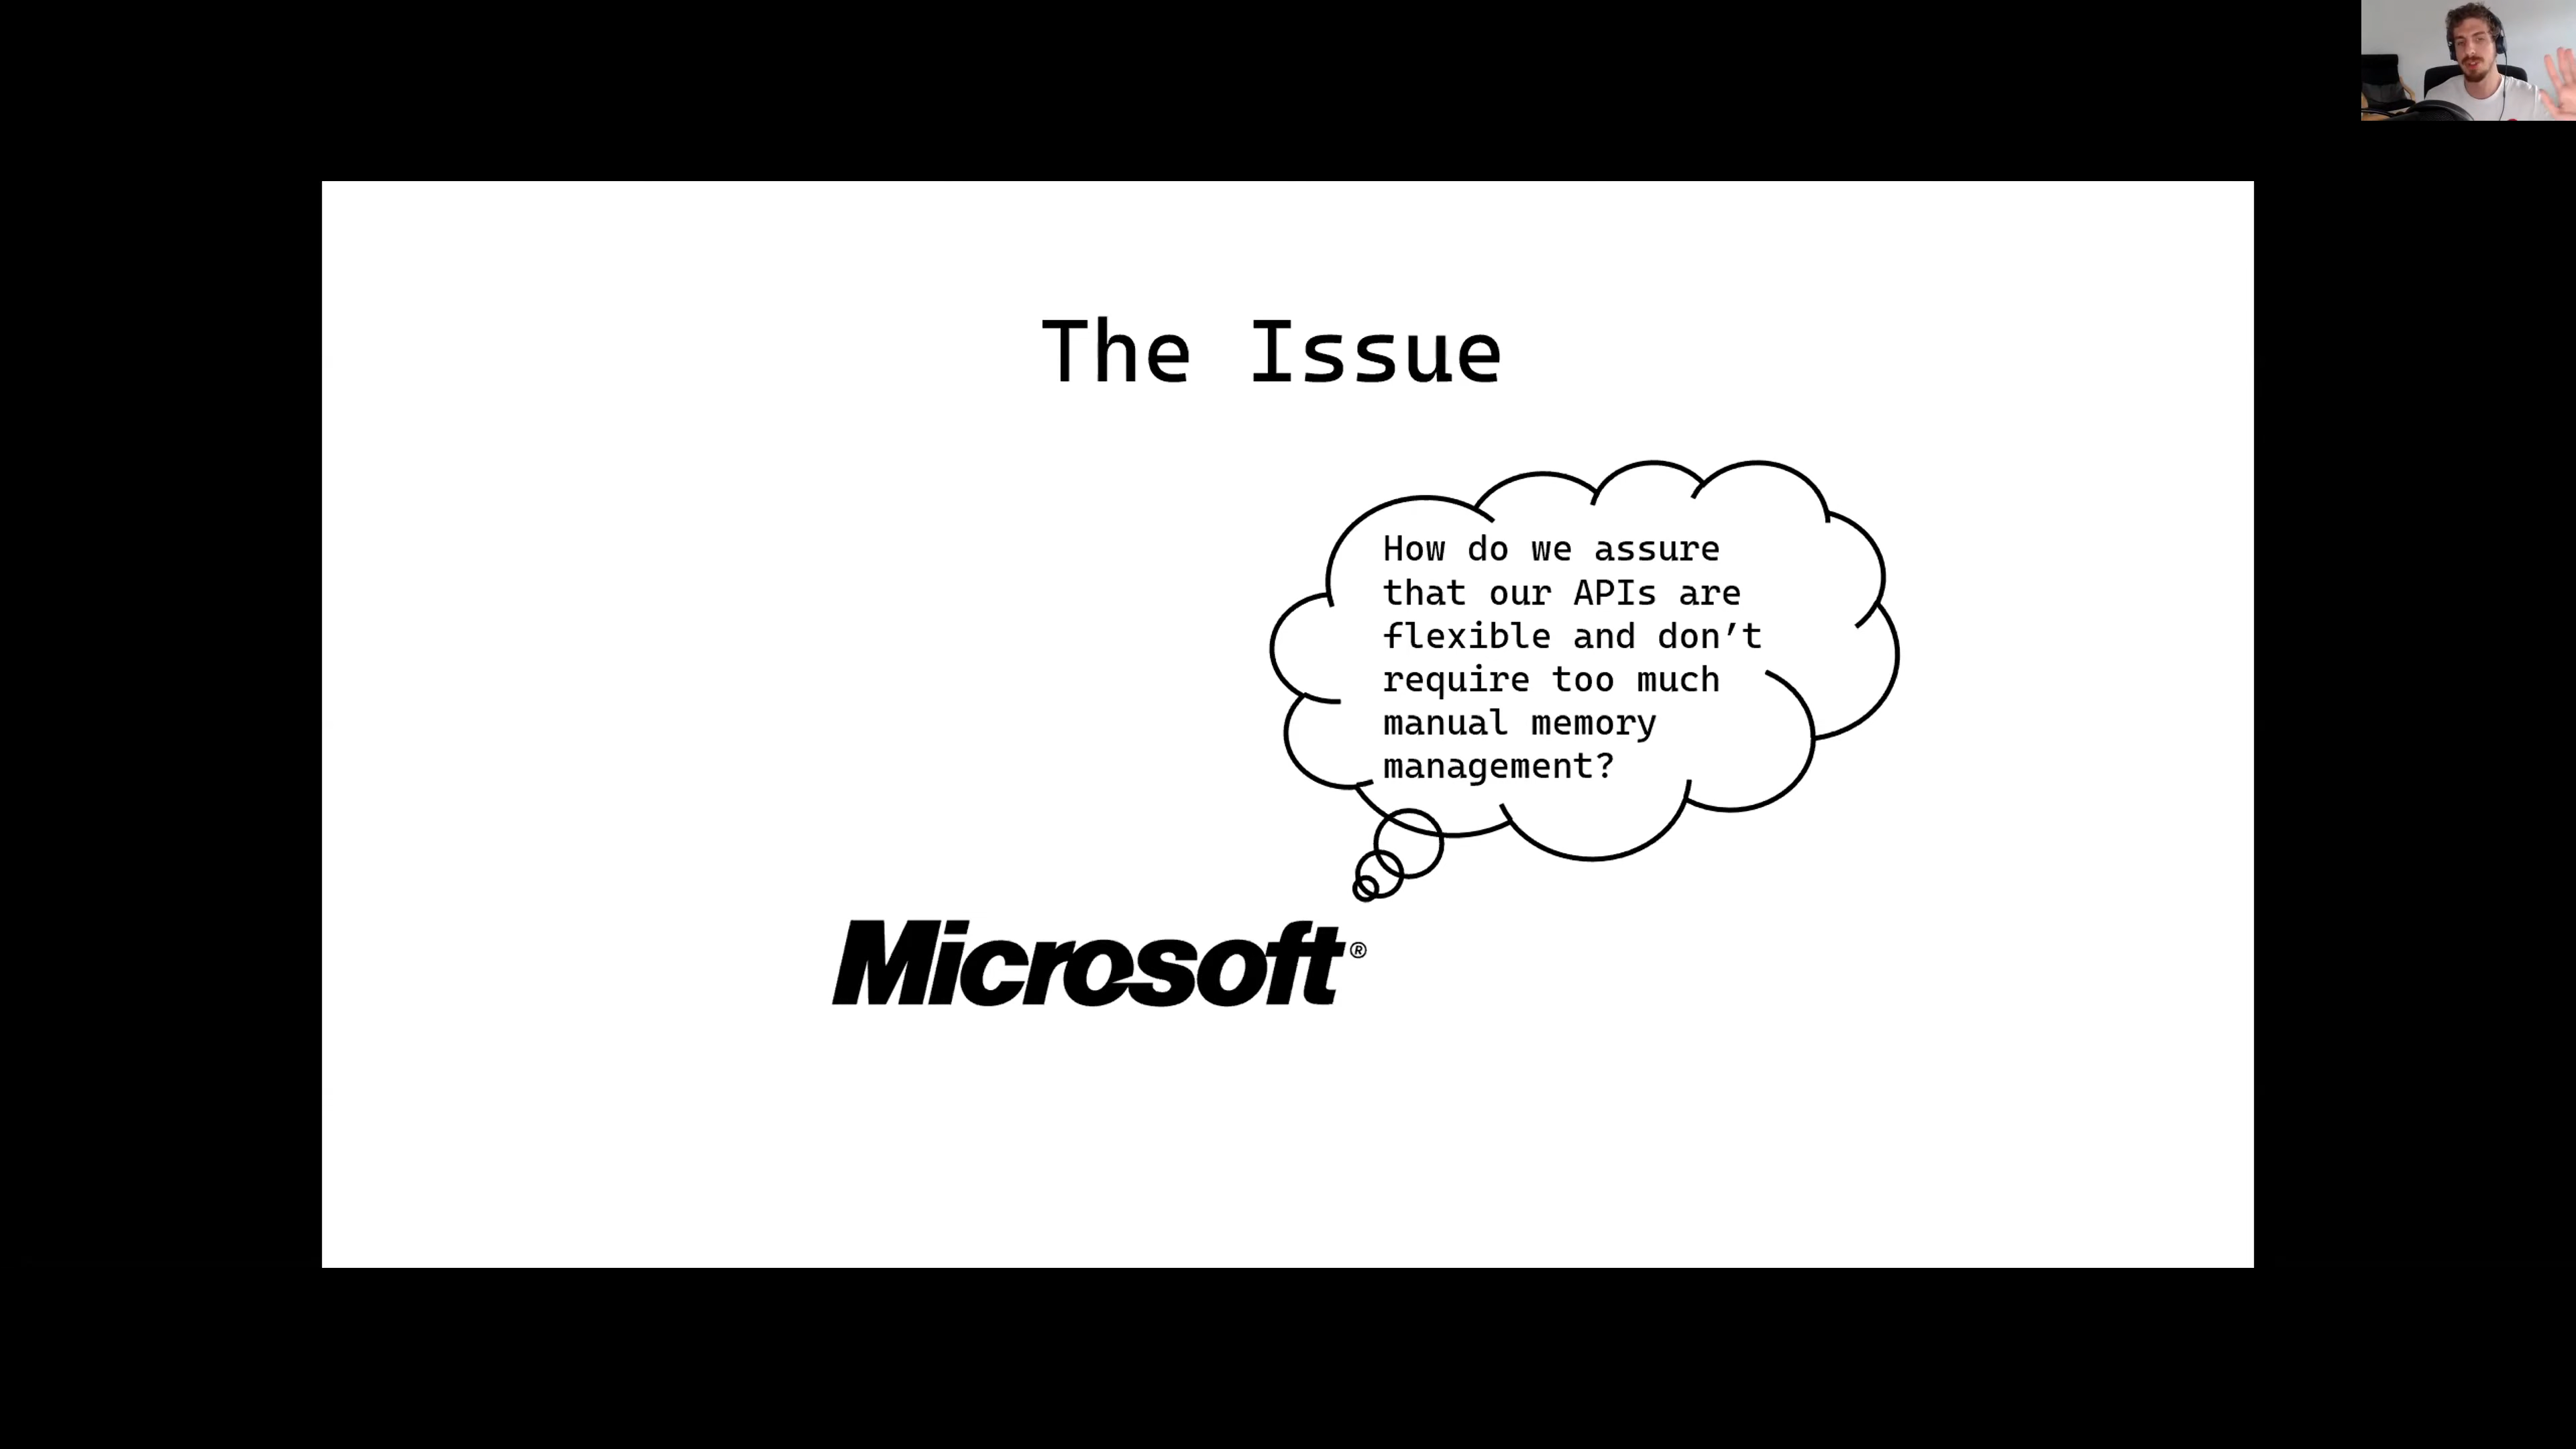 The Issue
How do we assure
that our APIs are
flexible and don’t
require too much
manual memory
management?
Microsoft®